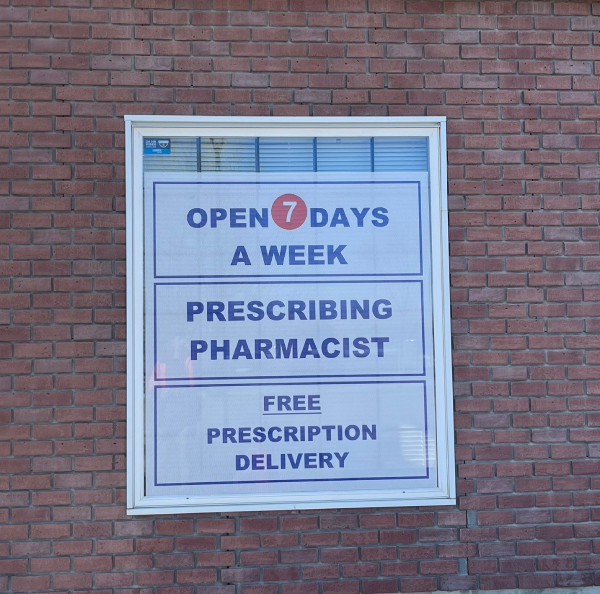 OPEN 7 DAYS
A WEEK
PRESCRIBING
PHARMACIST
FREE
PRESCRIPTION
DELIVERY